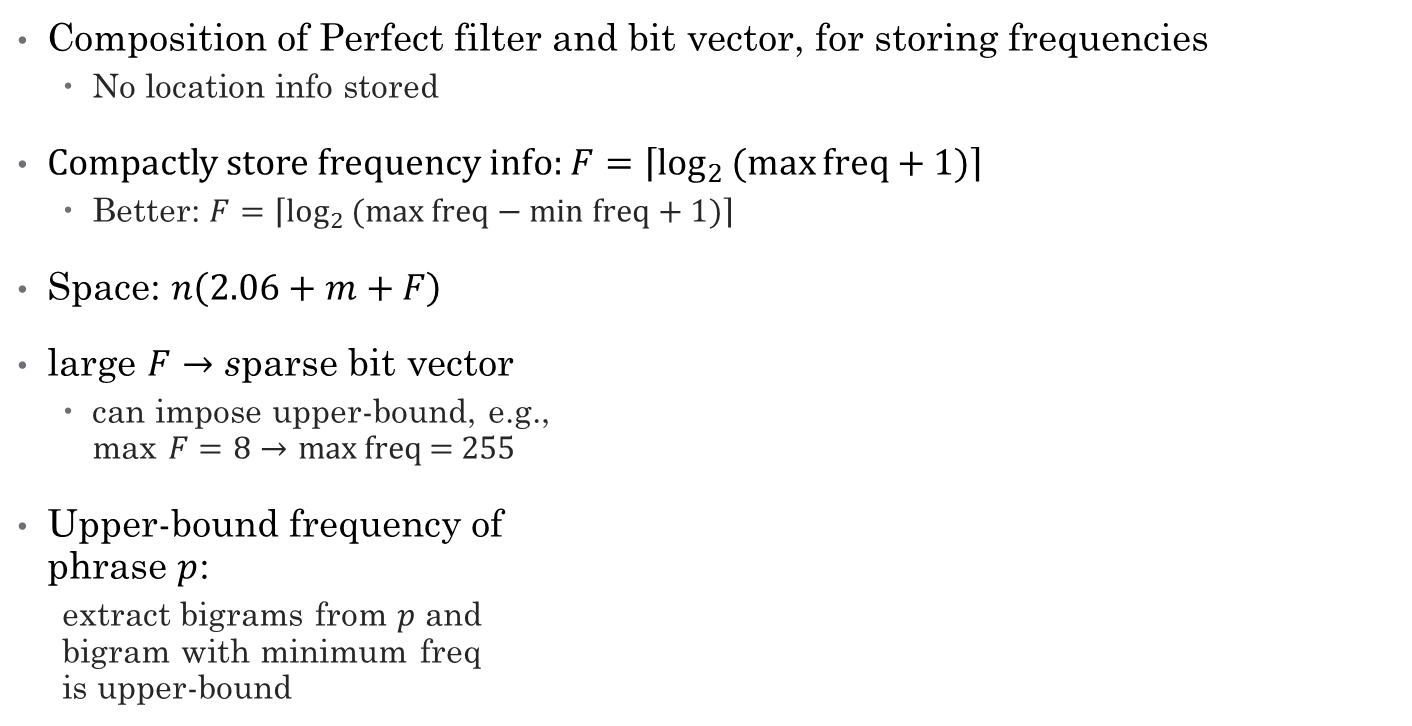 • Composition of Perfect filter and bit vector, for storing frequencies
• No location info stored
• Compactly store frequency info: F = ⌈log₂ (max freq + 1)⌉
• Better: F = ⌈log₂ (max freq − min freq + 1)⌉
• Space: n(2.06 + m + F)
• large F → sparse bit vector
• can impose upper-bound, e.g.,
max F = 8 → max freq = 255
• Upper-bound frequency of
phrase p:
extract bigrams from p and
bigram with minimum freq
is upper-bound